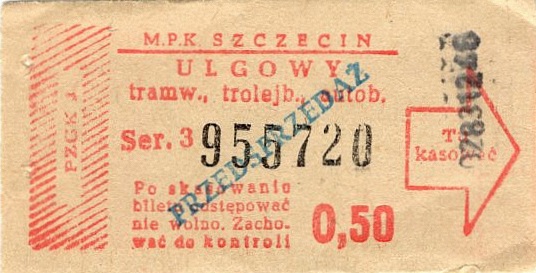 M.P.K. SZCZECIN
ULGOWY
tramw., trolejb., autob.
Ser. 3 955720
PRZEDSPRZEDAŻ
Po skasowaniu
biletu odstępować
nie wolno. Zacho-
wać do kontroli
0,50
Tu
kasować
PZGK